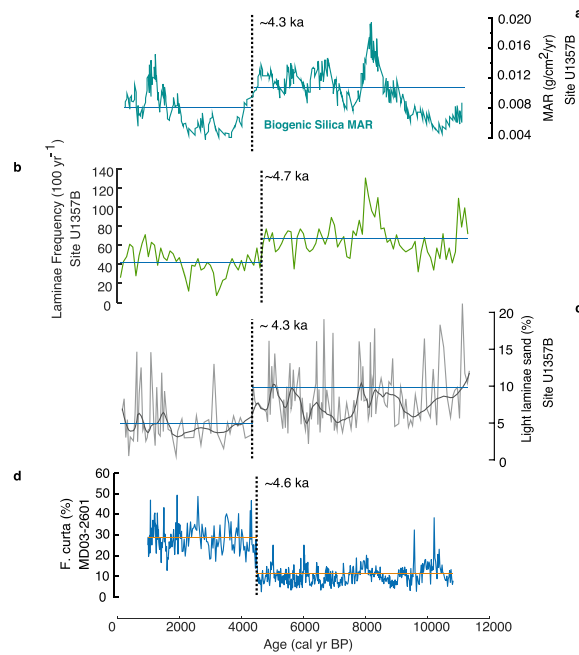 a
~4.3 ka
0.020
0.016
0.012
0.008
0.004
MAR (g/cm²/yr)
Site U1357B
Biogenic Silica MAR
b
~4.7 ka
Laminae Frequency (100 yr⁻¹)
Site U1357B
140
120
100
80
60
40
20
0
~ 4.3 ka
20
15
10
5
0
Light laminae sand (%)
Site U1357B
d
~4.6 ka
F. curta (%)
MD03-2601
60
50
40
30
20
10
0
0 2000 4000 6000 8000 10000 12000
Age (cal yr BP)